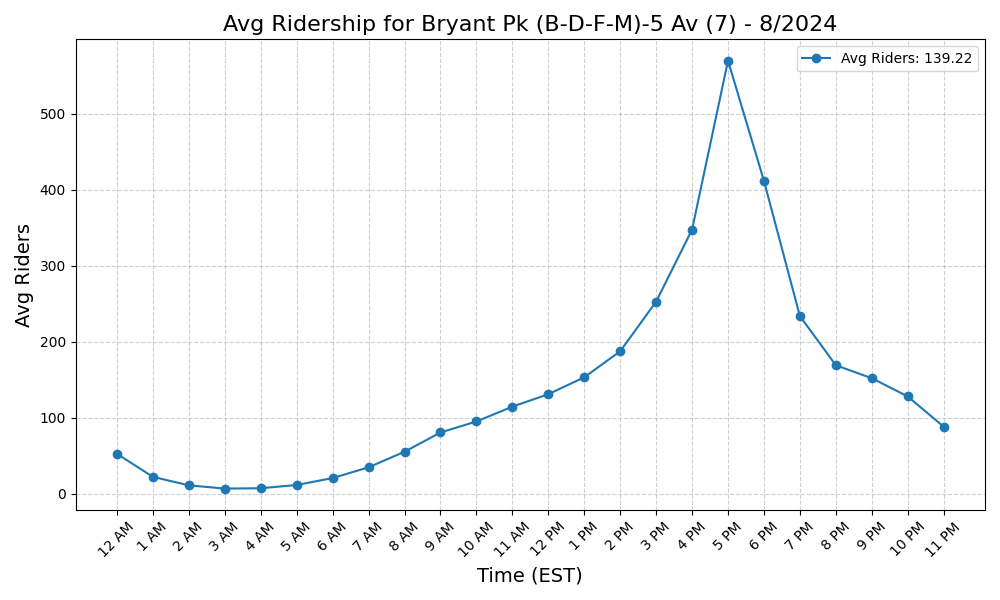 Avg Ridership for Bryant Pk (B-D-F-M)-5 Av (7) - 8/2024
Avg Riders: 139.22
Avg Riders
500
400
300
200
100
0
12 AM
1 AM
2 AM
3 AM
4 AM
5 AM
6 AM
7 AM
8 AM
9 AM
10 AM
11 AM
12 PM
1 PM
2 PM
3 PM
4 PM
5 PM
6 PM
7 PM
8 PM
9 PM
10 PM
11 PM
Time (EST)